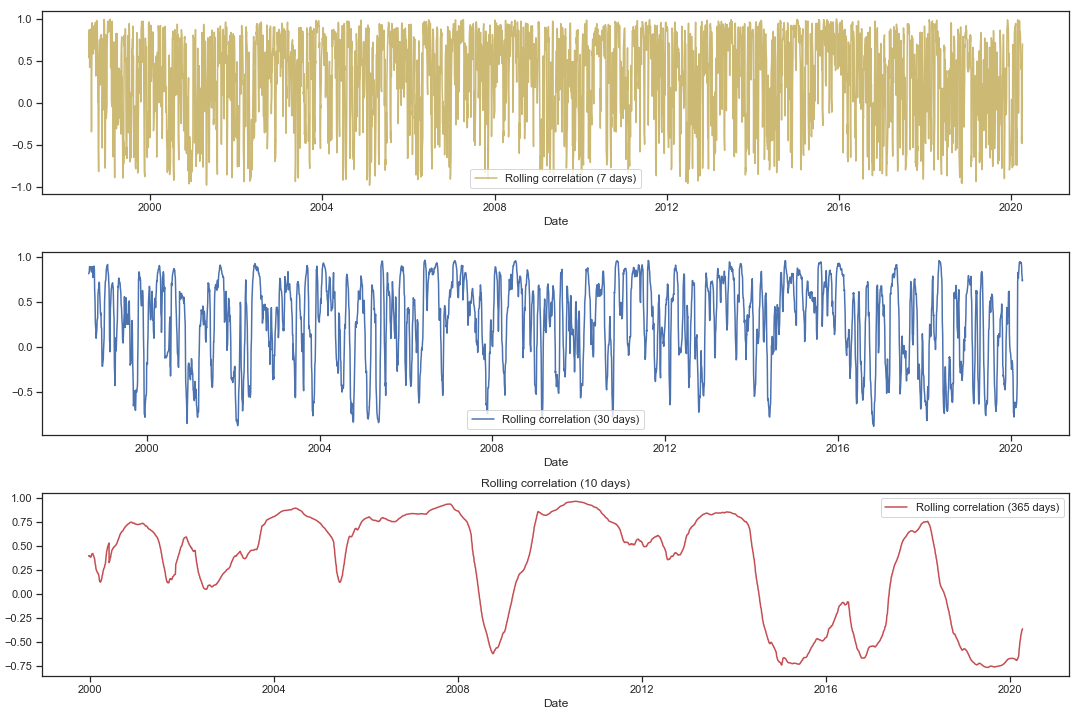 1.0
0.5
0.0
−0.5
−1.0
Rolling correlation (7 days)
2000 2004 2008 2012 2016 2020
Date
1.0
0.5
0.0
−0.5
Rolling correlation (30 days)
2000 2004 2008 2012 2016 2020
Date
Rolling correlation (10 days)
1.00
0.75
0.50
0.25
0.00
−0.25
−0.50
−0.75
Rolling correlation (365 days)
2000 2004 2008 2012 2016 2020
Date